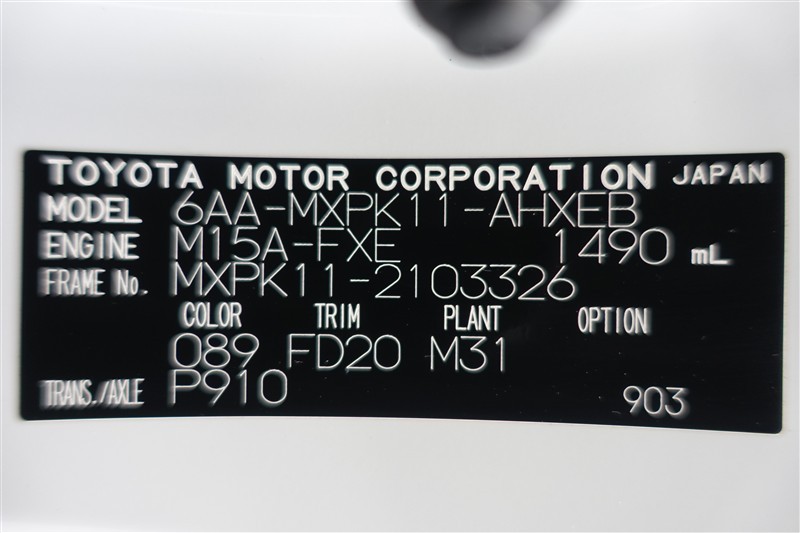 TOYOTA MOTOR CORPORATION JAPAN
MODEL 6AA-MXPK11-AHXEB
ENGINE M15A-FXE 1490 mL
FRAME No. MXPK11-2103326
COLOR TRIM PLANT OPTION
089 FD20 M31
TRANS./AXLE P910 903